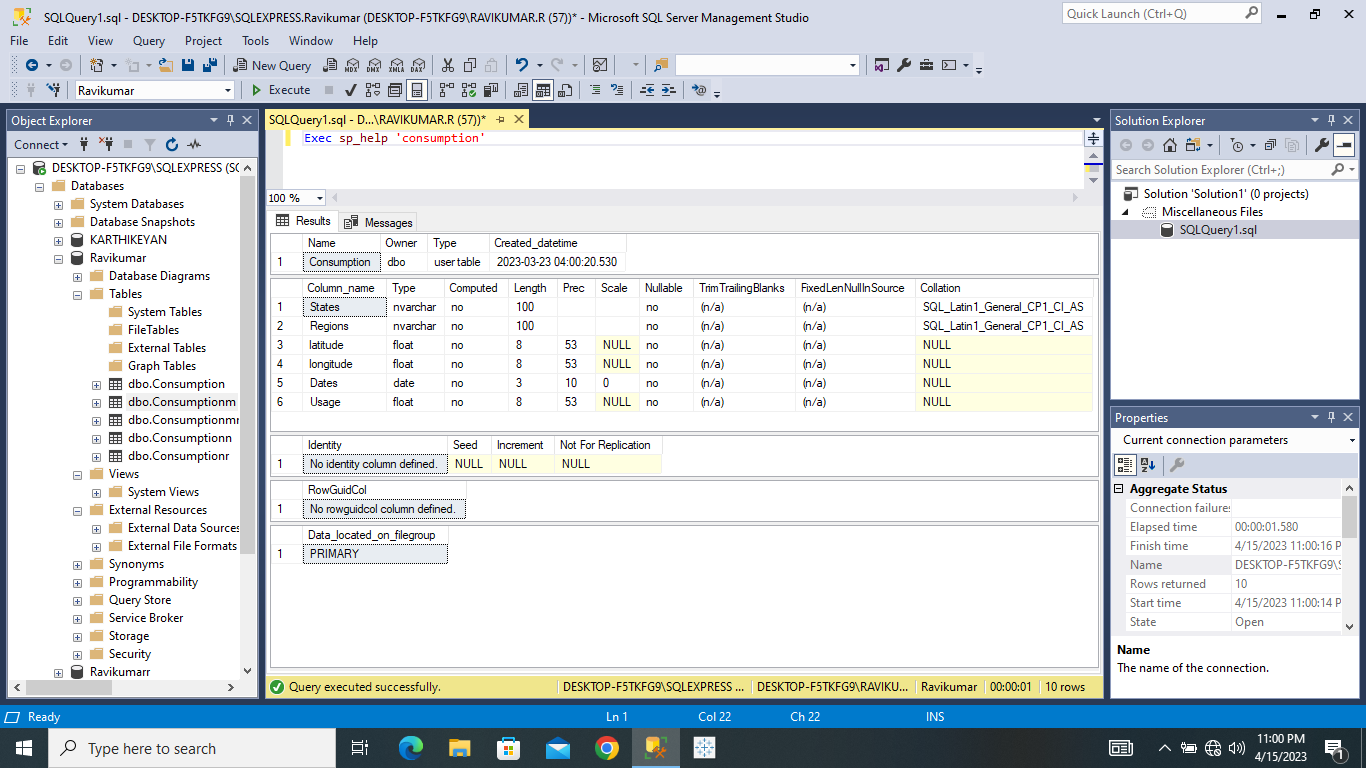 SQLQuery1.sql - DESKTOP-F5TKFG9\SQLEXPRESS.Ravikumar (DESKTOP-F5TKFG9\RAVIKUMAR.R (57))* - Microsoft SQL Server Management Studio
Quick Launch (Ctrl+Q)
File Edit View Query Project Tools Window Help
New Query MDX DMX XMLA DAX
Ravikumar Execute
Object Explorer
Connect
DESKTOP-F5TKFG9\SQLEXPRESS (SQ
Databases
System Databases
Database Snapshots
KARTHIKEYAN
Ravikumar
Database Diagrams
Tables
System Tables
FileTables
External Tables
Graph Tables
dbo.Consumption
dbo.Consumptionm
dbo.Consumptionmr
dbo.Consumptionn
dbo.Consumptionr
Views
System Views
External Resources
External Data Sources
External File Formats
Synonyms
Programmability
Query Store
Service Broker
Storage
Security
Ravikumarr
SQLQuery1.sql - D...\RAVIKUMAR.R (57))*
Exec sp_help 'consumption'
100 %
Results Messages
Name Owner Type Created_datetime
1 Consumption dbo user table 2023-03-23 04:00:20.530
Column_name Type Computed Length Prec Scale Nullable TrimTrailingBlanks FixedLenNullInSource Collation
1 States nvarchar no 100 no (n/a) (n/a) SQL_Latin1_General_CP1_CI_AS
2 Regions nvarchar no 100 no (n/a) (n/a) SQL_Latin1_General_CP1_CI_AS
3 latitude float no 8 53 NULL no (n/a) (n/a) NULL
4 longitude float no 8 53 NULL no (n/a) (n/a) NULL
5 Dates date no 3 10 0 no (n/a) (n/a) NULL
6 Usage float no 8 53 NULL no (n/a) (n/a) NULL
Identity Seed Increment Not For Replication
1 No identity column defined. NULL NULL NULL
RowGuidCol
1 No rowguidcol column defined.
Data_located_on_filegroup
1 PRIMARY
Query executed successfully. DESKTOP-F5TKFG9\SQLEXPRESS ... DESKTOP-F5TKFG9\RAVIKU... Ravikumar 00:00:01 10 rows
Solution Explorer
Search Solution Explorer (Ctrl+;)
Solution 'Solution1' (0 projects)
Miscellaneous Files
SQLQuery1.sql
Properties
Current connection parameters
Aggregate Status
Connection failures
Elapsed time 00:00:01.580
Finish time 4/15/2023 11:00:16 P
Name DESKTOP-F5TKFG9\S
Rows returned 10
Start time 4/15/2023 11:00:14 P
State Open
Name
The name of the connection.
Ready Ln 1 Col 22 Ch 22 INS
Type here to search
11:00 PM
4/15/2023
1